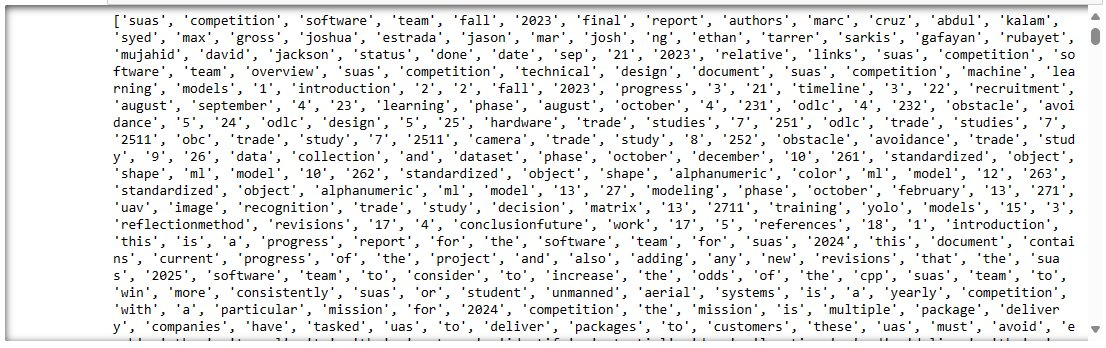 ['suas', 'competition', 'software', 'team', 'fall', '2023', 'final', 'report', 'authors', 'marc', 'cruz', 'abdul', 'kalam',
'syed', 'max', 'gross', 'joshua', 'estrada', 'jason', 'mar', 'josh', 'ng', 'ethan', 'tarrer', 'sarkis', 'gafayan', 'rubayet',
'mujahid', 'david', 'jackson', 'status', 'done', 'date', 'sep', '21', '2023', 'relative', 'links', 'suas', 'competition', 'so
ftware', 'team', 'overview', 'suas', 'competition', 'technical', 'design', 'document', 'suas', 'competition', 'machine', 'lea
rning', 'models', '1', 'introduction', '2', '2', 'fall', '2023', 'progress', '3', '21', 'timeline', '3', '22', 'recruitment',
'august', 'september', '4', '23', 'learning', 'phase', 'august', 'october', '4', '231', 'odlc', '4', '232', 'obstacle', 'avoi
dance', '5', '24', 'odlc', 'design', '5', '25', 'hardware', 'trade', 'studies', '7', '251', 'odlc', 'trade', 'studies', '7',
'2511', 'obc', 'trade', 'study', '7', '2511', 'camera', 'trade', 'study', '8', '252', 'obstacle', 'avoidance', 'trade', 'stud
y', '9', '26', 'data', 'collection', 'and', 'dataset', 'phase', 'october', 'december', '10', '261', 'standardized', 'object',
'shape', 'ml', 'model', '10', '262', 'standardized', 'object', 'shape', 'alphanumeric', 'color', 'ml', 'model', '12', '263',
'standardized', 'object', 'alphanumeric', 'ml', 'model', '13', '27', 'modeling', 'phase', 'october', 'february', '13', '271',
'uav', 'image', 'recognition', 'trade', 'study', 'decision', 'matrix', '13', '2711', 'training', 'yolo', 'models', '15', '3',
'reflectionmethod', 'revisions', '17', '4', 'conclusionfuture', 'work', '17', '5', 'references', '18', '1', 'introduction',
'this', 'is', 'a', 'progress', 'report', 'for', 'the', 'software', 'team', 'for', 'suas', '2024', 'this', 'document', 'contai
ns', 'current', 'progress', 'of', 'the', 'project', 'and', 'also', 'adding', 'any', 'new', 'revisions', 'that', 'the', 'sua
s', '2025', 'software', 'team', 'to', 'consider', 'to', 'increase', 'the', 'odds', 'of', 'the', 'cpp', 'suas', 'team', 'to',
'win', 'more', 'consistently', 'suas', 'or', 'student', 'unmanned', 'aerial', 'systems', 'is', 'a', 'yearly', 'competition',
'with', 'a', 'particular', 'mission', 'for', '2024', 'competition', 'the', 'mission', 'is', 'multiple', 'package', 'deliver
y', 'companies', 'have', 'tasked', 'uas', 'to', 'deliver', 'packages', 'to', 'customers', 'these', 'uas', 'must', 'avoid', 'e